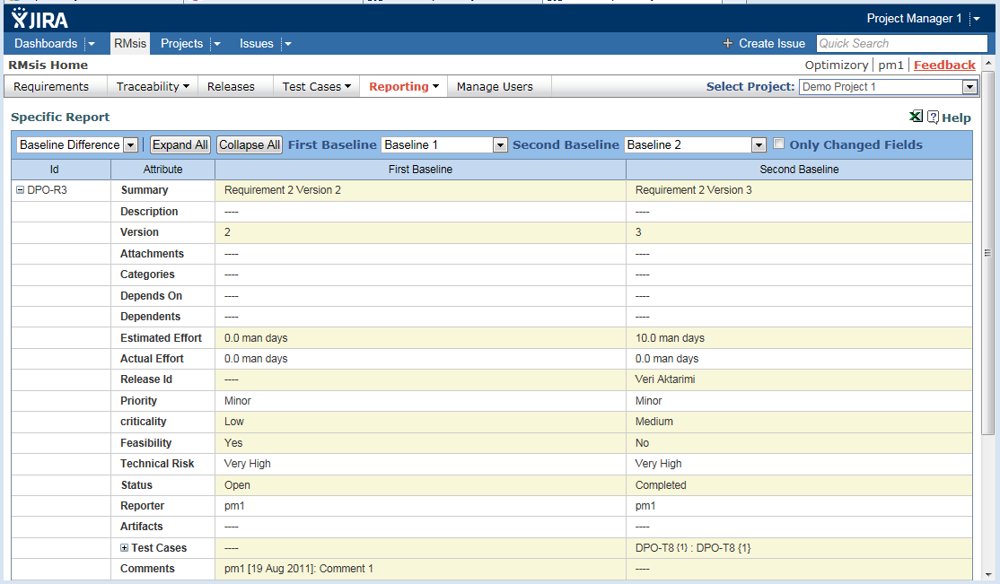 JIRA Project Manager 1
Dashboards RMsis Projects Issues + Create Issue Quick Search
RMsis Home Optimizory pm1 Feedback
Requirements Traceability Releases Test Cases Reporting Manage Users Select Project: Demo Project 1
Specific Report Help
Baseline Difference Expand All Collapse All First Baseline Baseline 1 Second Baseline Baseline 2 Only Changed Fields
Id Attribute First Baseline Second Baseline
DPO-R3 Summary Requirement 2 Version 2 Requirement 2 Version 3
Description ---- ----
Version 2 3
Attachments ---- ----
Categories ---- ----
Depends On ---- ----
Dependents ---- ----
Estimated Effort 0.0 man days 10.0 man days
Actual Effort 0.0 man days 0.0 man days
Release Id ---- Veri Aktarimi
Priority Minor Minor
criticality Low Medium
Feasibility Yes No
Technical Risk Very High Very High
Status Open Completed
Reporter pm1 pm1
Artifacts ---- ----
Test Cases ---- DPO-T8 {1} : DPO-T8 {1}
Comments pm1 [19 Aug 2011]: Comment 1 ----